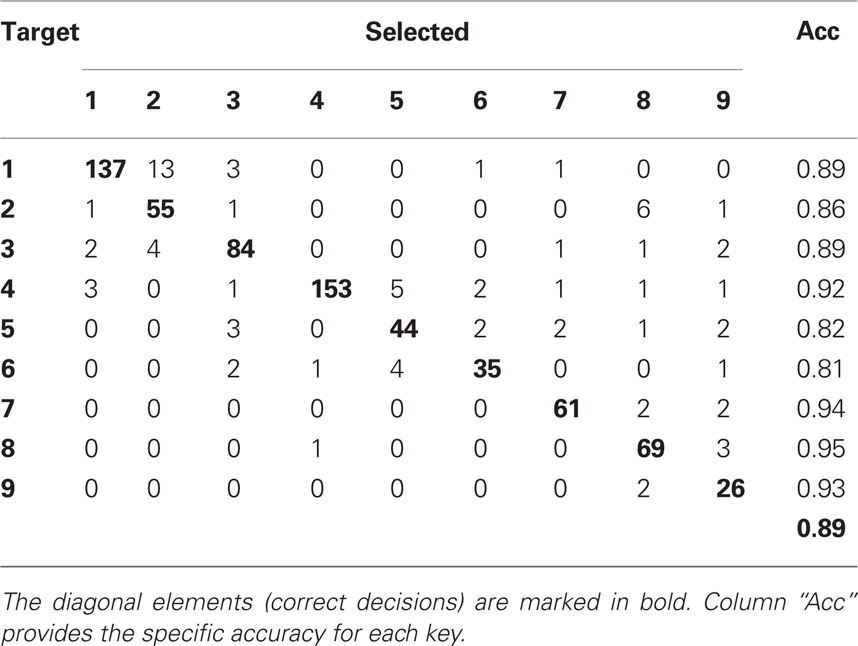 Target Selected Acc
1 2 3 4 5 6 7 8 9
1 137 13 3 0 0 1 1 0 0 0.89
2 1 55 1 0 0 0 0 6 1 0.86
3 2 4 84 0 0 0 1 1 2 0.89
4 3 0 1 153 5 2 1 1 1 0.92
5 0 0 3 0 44 2 2 1 2 0.82
6 0 0 2 1 4 35 0 0 1 0.81
7 0 0 0 0 0 0 61 2 2 0.94
8 0 0 0 1 0 0 0 69 3 0.95
9 0 0 0 0 0 0 0 2 26 0.93
0.89
The diagonal elements (correct decisions) are marked in bold. Column “Acc”
provides the specific accuracy for each key.